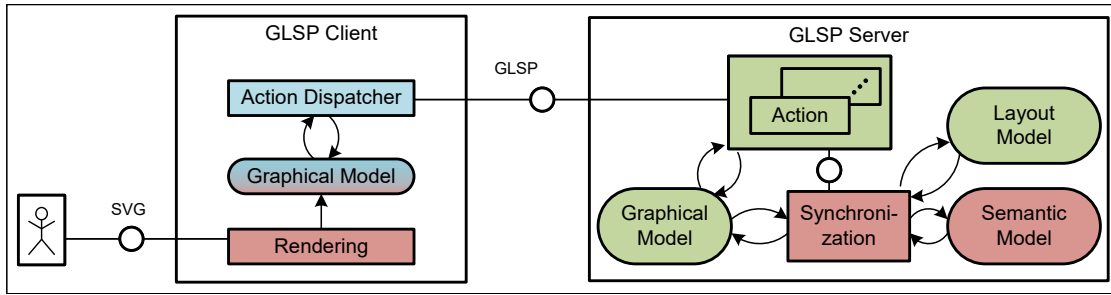 GLSP Client
GLSP Server
GLSP
Action Dispatcher
Action
Layout
Model
Graphical Model
SVG
Graphical
Model
Synchroni-
zation
Semantic
Model
Rendering